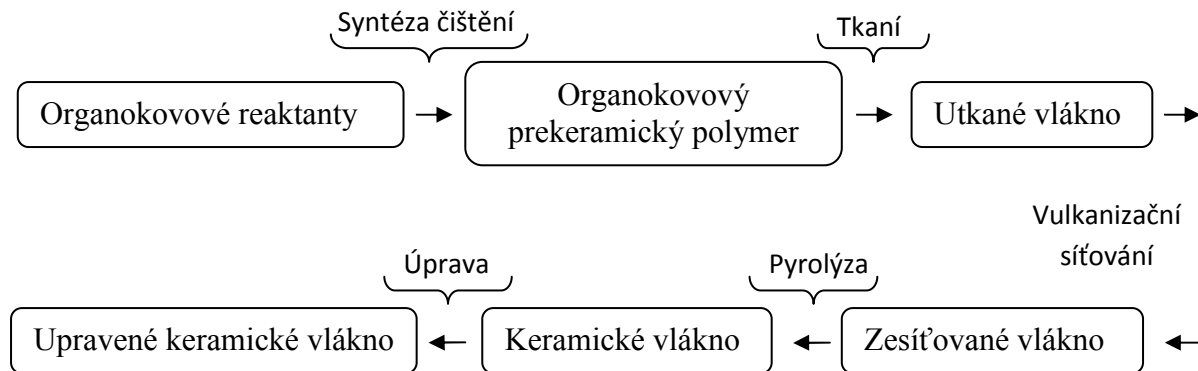 Syntéza čištění
Tkaní
Organokovové reaktanty
Organokovový
prekeramický polymer
Utkané vlákno
Vulkanizační
síťování
Úprava
Pyrolýza
Upravené keramické vlákno
Keramické vlákno
Zesíťované vlákno